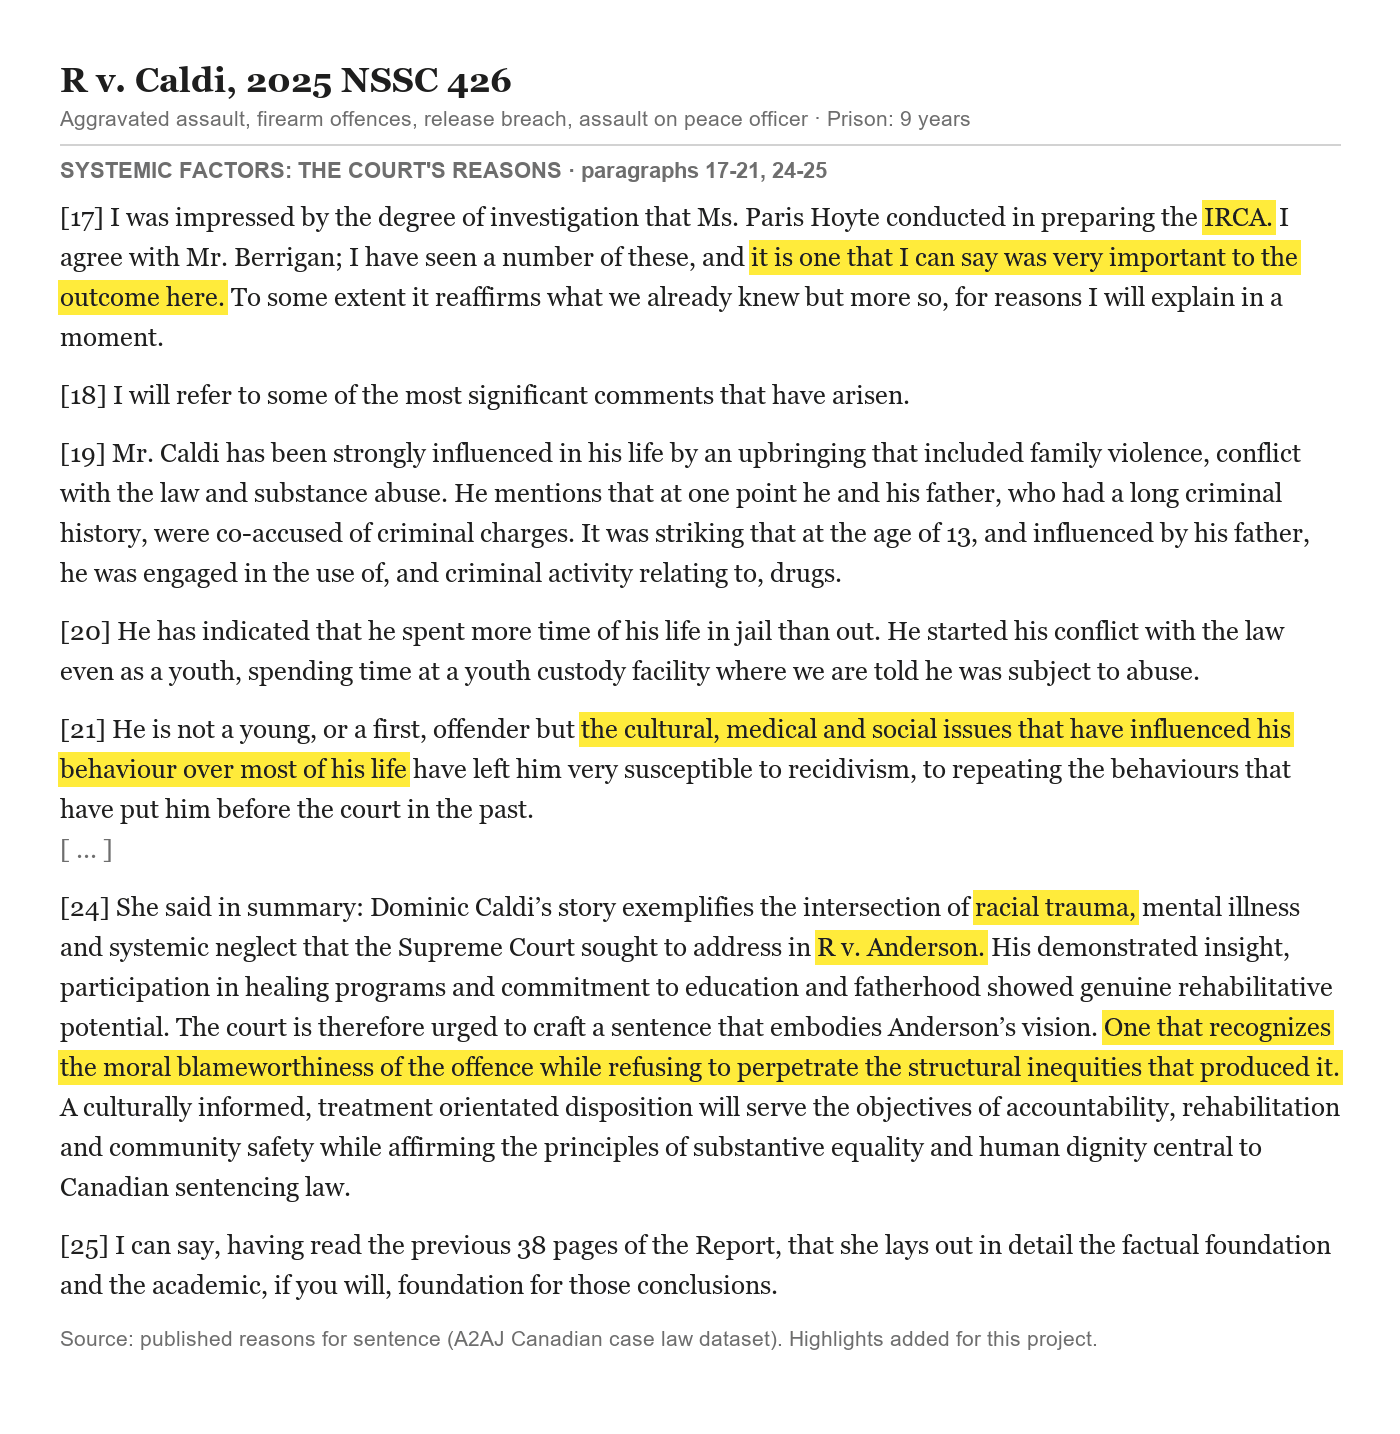 R v. Caldi, 2025 NSSC 426
Aggravated assault, firearm offences, release breach, assault on peace officer · Prison: 9 years
SYSTEMIC FACTORS: THE COURT'S REASONS · paragraphs 17-21, 24-25
[17] I was impressed by the degree of investigation that Ms. Paris Hoyte conducted in preparing the IRCA. I
agree with Mr. Berrigan; I have seen a number of these, and it is one that I can say was very important to the
outcome here. To some extent it reaffirms what we already knew but more so, for reasons I will explain in a
moment.
[18] I will refer to some of the most significant comments that have arisen.
[19] Mr. Caldi has been strongly influenced in his life by an upbringing that included family violence, conflict
with the law and substance abuse. He mentions that at one point he and his father, who had a long criminal
history, were co-accused of criminal charges. It was striking that at the age of 13, and influenced by his father,
he was engaged in the use of, and criminal activity relating to, drugs.
[20] He has indicated that he spent more time of his life in jail than out. He started his conflict with the law
even as a youth, spending time at a youth custody facility where we are told he was subject to abuse.
[21] He is not a young, or a first, offender but the cultural, medical and social issues that have influenced his
behaviour over most of his life have left him very susceptible to recidivism, to repeating the behaviours that
have put him before the court in the past.
[ ... ]
[24] She said in summary: Dominic Caldi’s story exemplifies the intersection of racial trauma, mental illness
and systemic neglect that the Supreme Court sought to address in R v. Anderson. His demonstrated insight,
participation in healing programs and commitment to education and fatherhood showed genuine rehabilitative
potential. The court is therefore urged to craft a sentence that embodies Anderson’s vision. One that recognizes
the moral blameworthiness of the offence while refusing to perpetrate the structural inequities that produced it.
A culturally informed, treatment orientated disposition will serve the objectives of accountability, rehabilitation
and community safety while affirming the principles of substantive equality and human dignity central to
Canadian sentencing law.
[25] I can say, having read the previous 38 pages of the Report, that she lays out in detail the factual foundation
and the academic, if you will, foundation for those conclusions.
Source: published reasons for sentence (A2AJ Canadian case law dataset). Highlights added for this project.